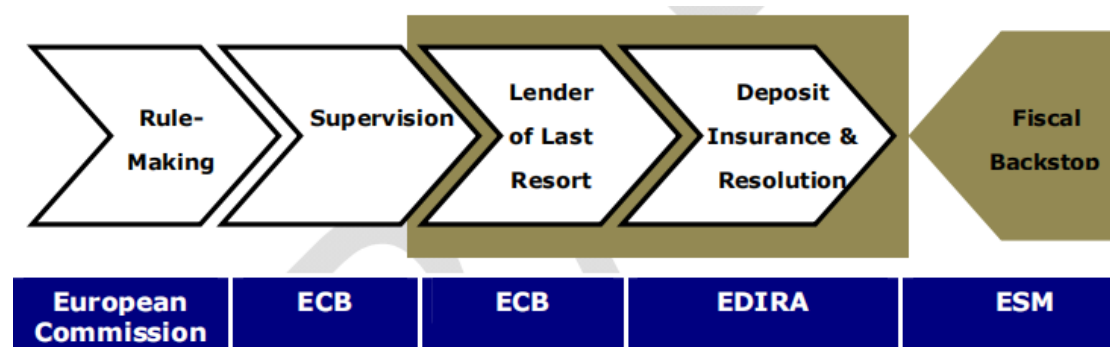 Rule-
Making
Supervision
Lender
of Last
Resort
Deposit
Insurance &
Resolution
Fiscal
Backstop
European
Commission
ECB
ECB
EDIRA
ESM